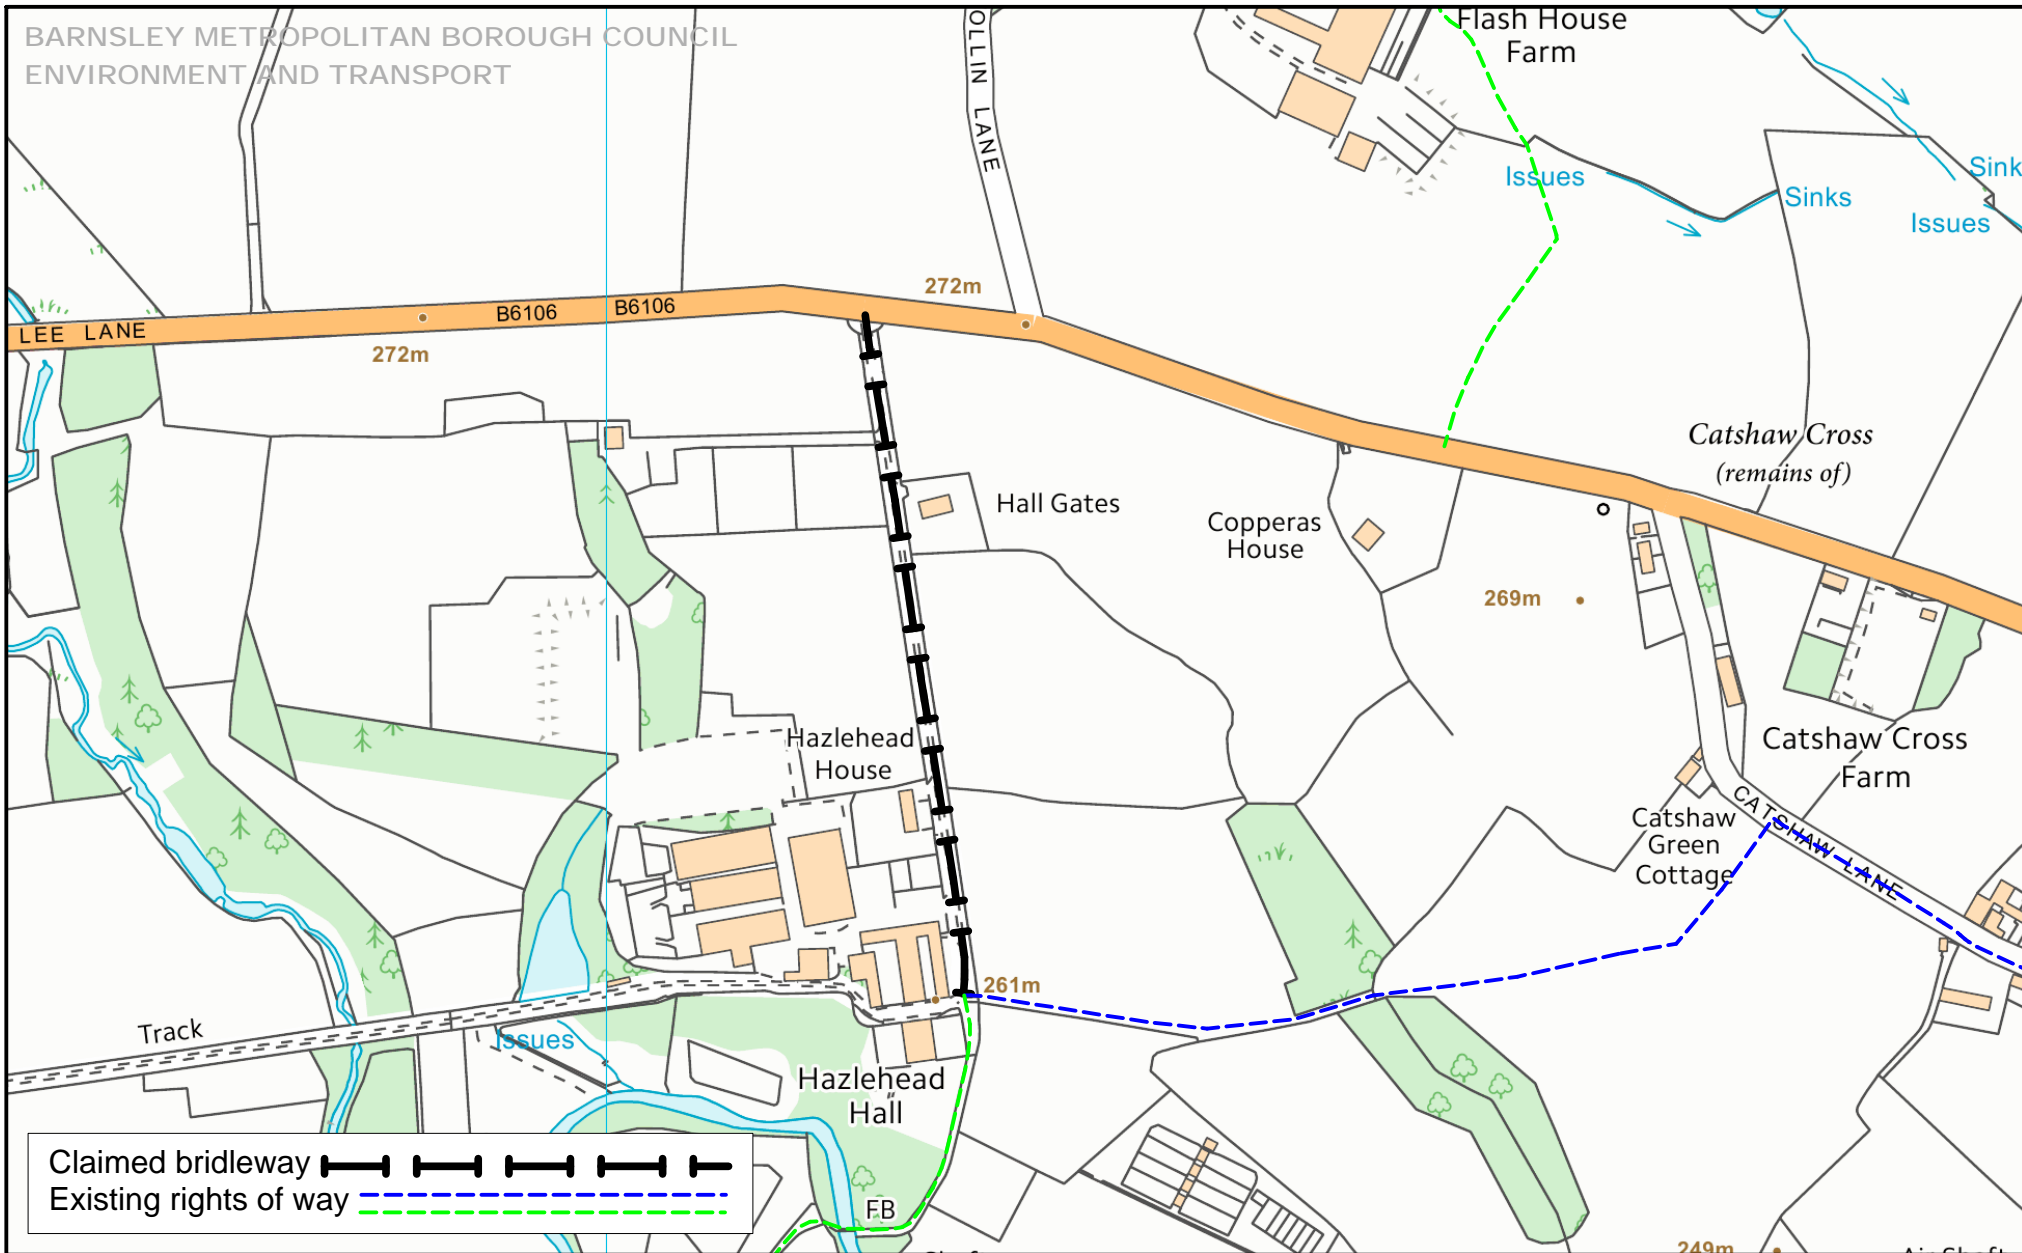 BARNSLEY METROPOLITAN BOROUGH COUNCIL
ENVIRONMENT AND TRANSPORT
OLLIN LANE
Flash House
Farm
Issues
Sinks
Sink
Issues
LEE LANE
B6106
B6106
272m
272m
Catshaw Cross
(remains of)
Hall Gates
Copperas
House
269m
Hazlehead
House
Catshaw Cross
Farm
CATSHAW LANE
Catshaw
Green
Cottage
261m
Track
Issues
Hazlehead
Hall
FB
Claimed bridleway
Existing rights of way
249m